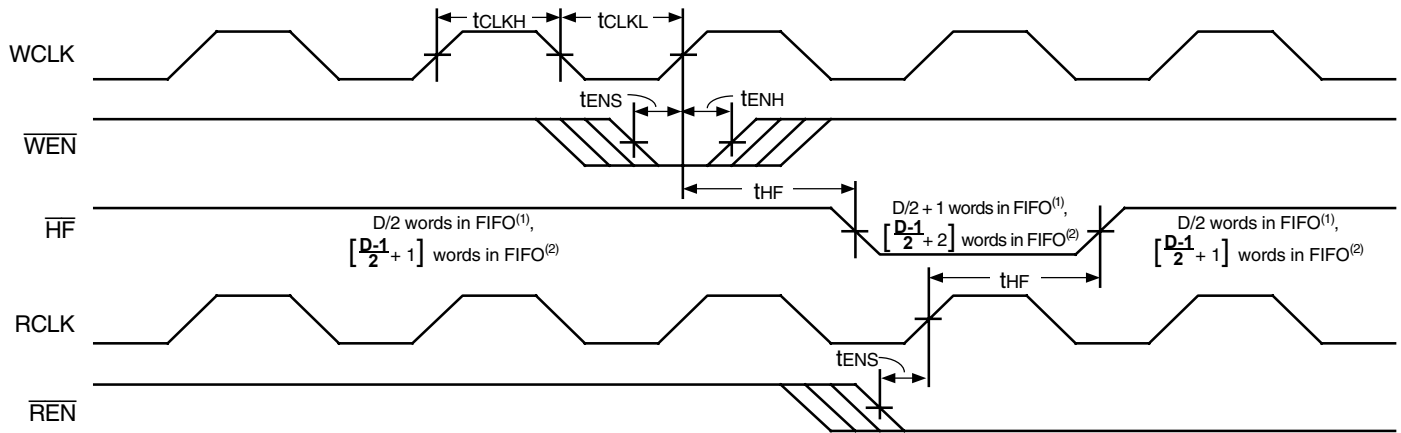 tCLKH
tCLKL
WCLK
tENS
tENH
WEN
tHF
HF
D/2 words in FIFO(1),
[D-1/2 + 1] words in FIFO(2)
D/2 + 1 words in FIFO(1),
[D-1/2 + 2] words in FIFO(2)
D/2 words in FIFO(1),
[D-1/2 + 1] words in FIFO(2)
tHF
RCLK
tENS
REN